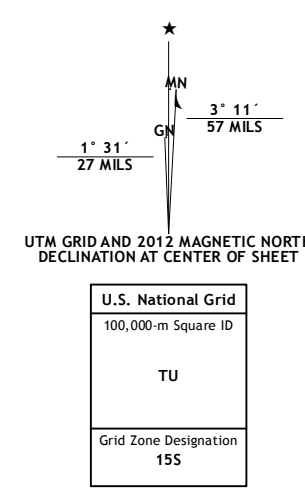 ★
MN
3° 11´
GN
57 MILS
1° 31´
27 MILS
UTM GRID AND 2012 MAGNETIC NORT
DECLINATION AT CENTER OF SHEET
U.S. National Grid
100,000-m Square ID
TU
Grid Zone Designation
15S